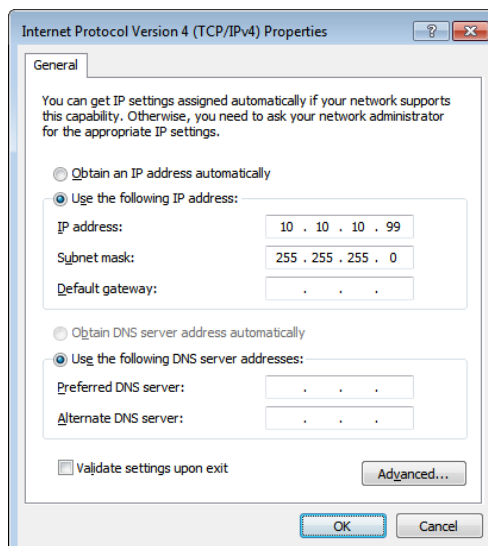 Internet Protocol Version 4 (TCP/IPv4) Properties
General
You can get IP settings assigned automatically if your network supports
this capability. Otherwise, you need to ask your network administrator
for the appropriate IP settings.
Obtain an IP address automatically
Use the following IP address:
IP address: 10 . 10 . 10 . 99
Subnet mask: 255 . 255 . 255 . 0
Default gateway: . . .
Obtain DNS server address automatically
Use the following DNS server addresses:
Preferred DNS server: . . .
Alternate DNS server: . . .
Validate settings upon exit
Advanced...
OK Cancel